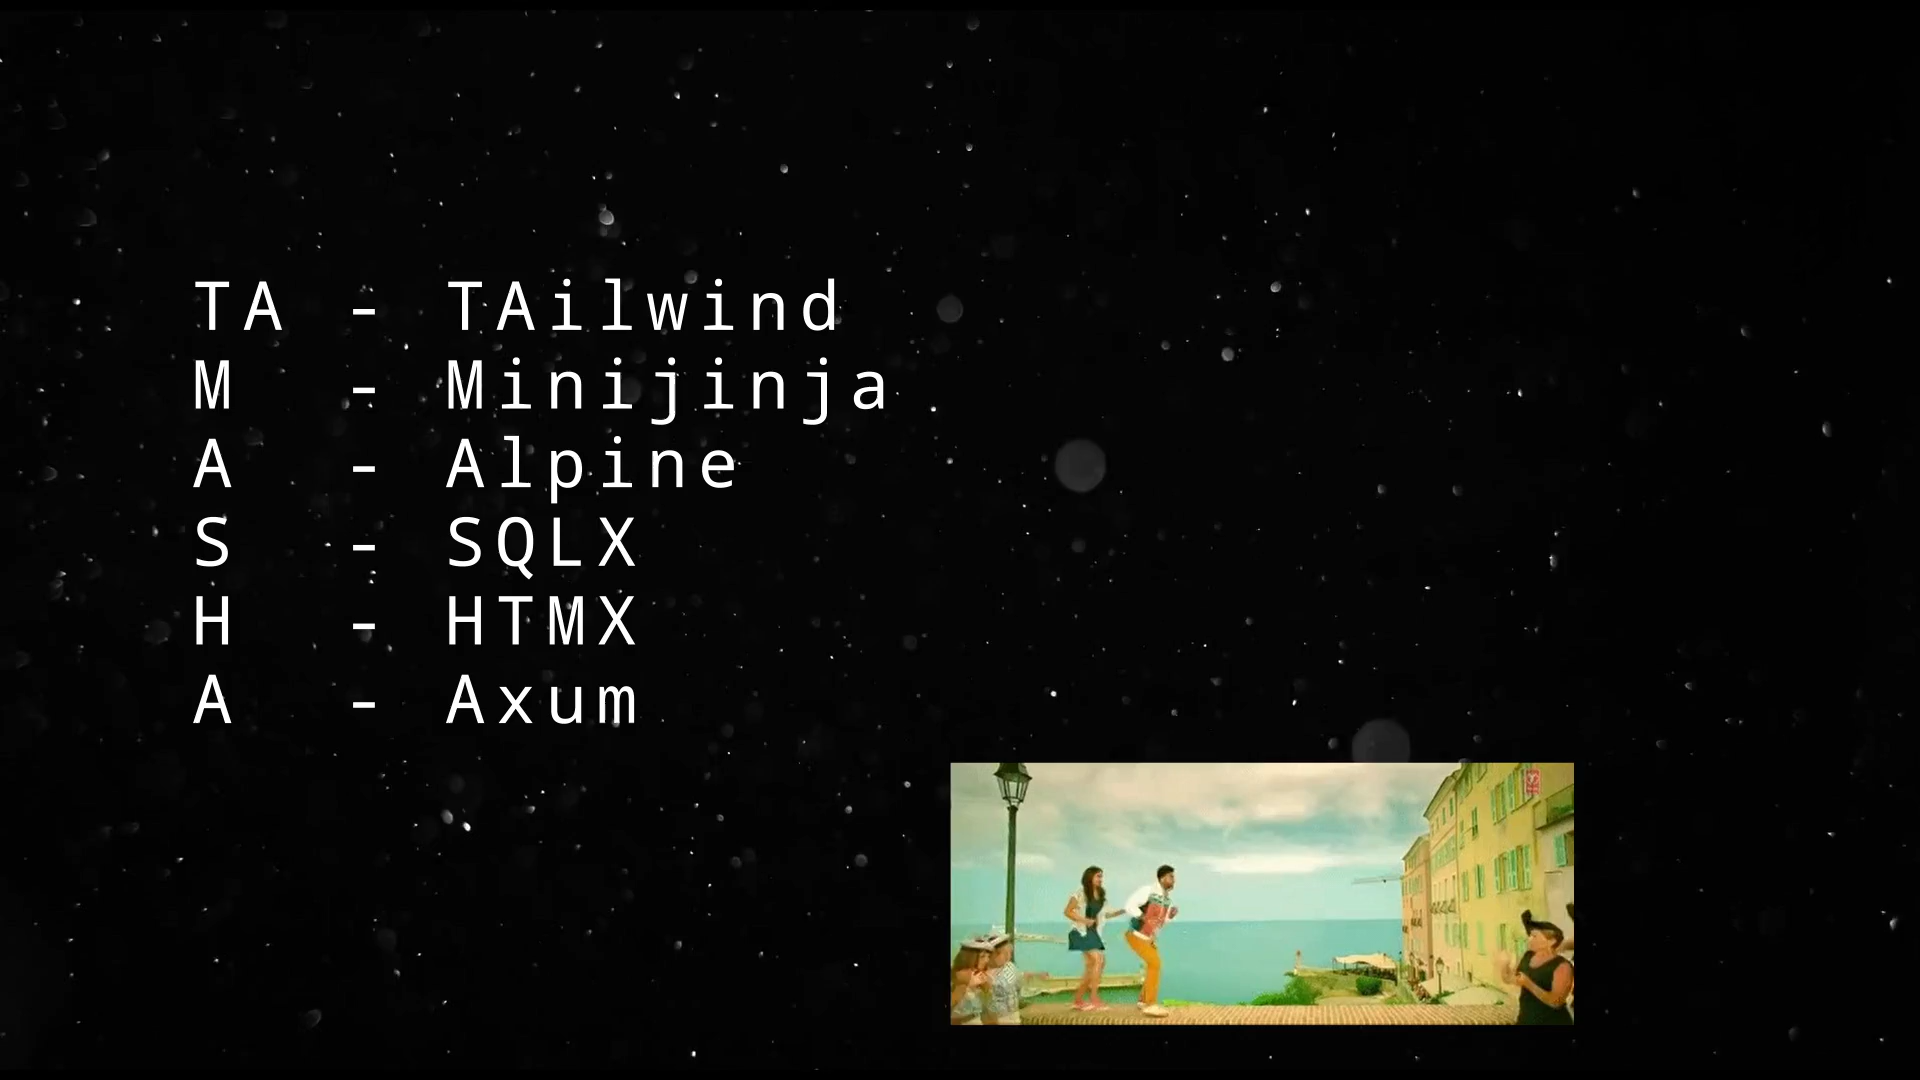 TA - TAilwind
M - Minijinja
A - Alpine
S - SQLX
H - HTMX
A - Axum